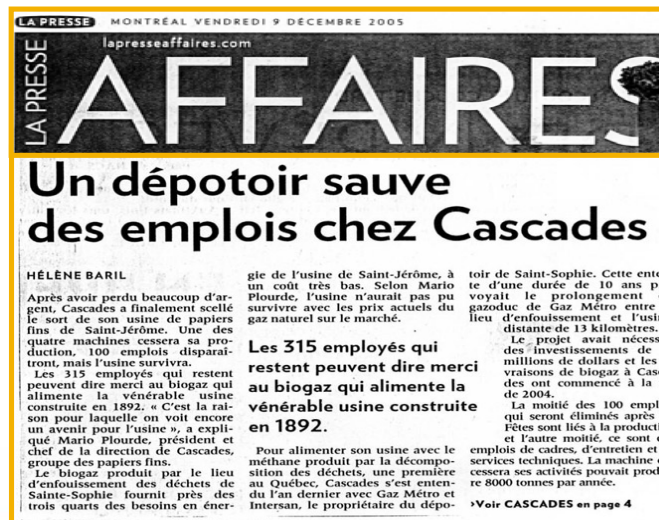 LA PRESSE MONTRÉAL VENDREDI 9 DÉCEMBRE 2005
lapresseaffaires.com
LA PRESSE
AFFAIRES
Un dépotoir sauve
des emplois chez Cascades
HÉLÈNE BARIL
Après avoir perdu beaucoup d'ar-
gent, Cascades a finalement scellé
le sort de son usine de papiers
fins de Saint-Jérôme. Une des
quatre machines cessera sa pro-
duction, 100 emplois disparaî-
tront, mais l'usine survivra.
Les 315 employés qui restent
peuvent dire merci au biogaz qui
alimente la vénérable usine
construite en 1892. « C'est la rai-
son pour laquelle on voit encore
un avenir pour l'usine », a expli-
qué Mario Plourde, président et
chef de la direction de Cascades,
groupe des papiers fins.
Le biogaz produit par le lieu
d'enfouissement des déchets de
Sainte-Sophie fournit près des
trois quarts des besoins en éner-
gie de l'usine de Saint-Jérôme, à
un coût très bas. Selon Mario
Plourde, l'usine n'aurait pas pu
survivre avec les prix actuels du
gaz naturel sur le marché.
Les 315 employés qui
restent peuvent dire merci
au biogaz qui alimente la
vénérable usine construite
en 1892.
Pour alimenter son usine avec le
méthane produit par la décompo-
sition des déchets, une première
au Québec, Cascades s'est enten-
du l'an dernier avec Gaz Métro et
Intersan, le propriétaire du dépo-
toir de Saint-Sophie. Cette ente
te d'une durée de 10 ans p
voyait le prolongement
gazoduc de Gaz Métro entre
lieu d'enfouissement et l'usi
distante de 13 kilomètres.
Le projet avait nécess
des investissements de
millions de dollars et les
vraisons de biogaz à Casc
des ont commencé à la
de 2004.
La moitié des 100 empl
qui seront éliminés après
Fêtes sont liés à la producti
et l'autre moitié, ce sont d
emplois de cadres, d'entretien et
services techniques. La machine
cessera ses activités pouvait prod
re 8000 tonnes par année.
>Voir CASCADES en page 4